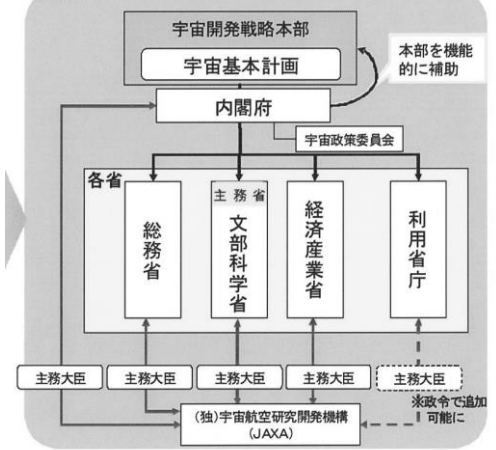 宇宙開発戦略本部
宇宙基本計画
本部を機能
的に補助
内閣府
宇宙政策委員会
各省
総務省
主務省
文部科学省
経済産業省
利用省庁
主務大臣
主務大臣
主務大臣
主務大臣
主務大臣
※政令で追加
可能に
(独)宇宙航空研究開発機構
(JAXA)